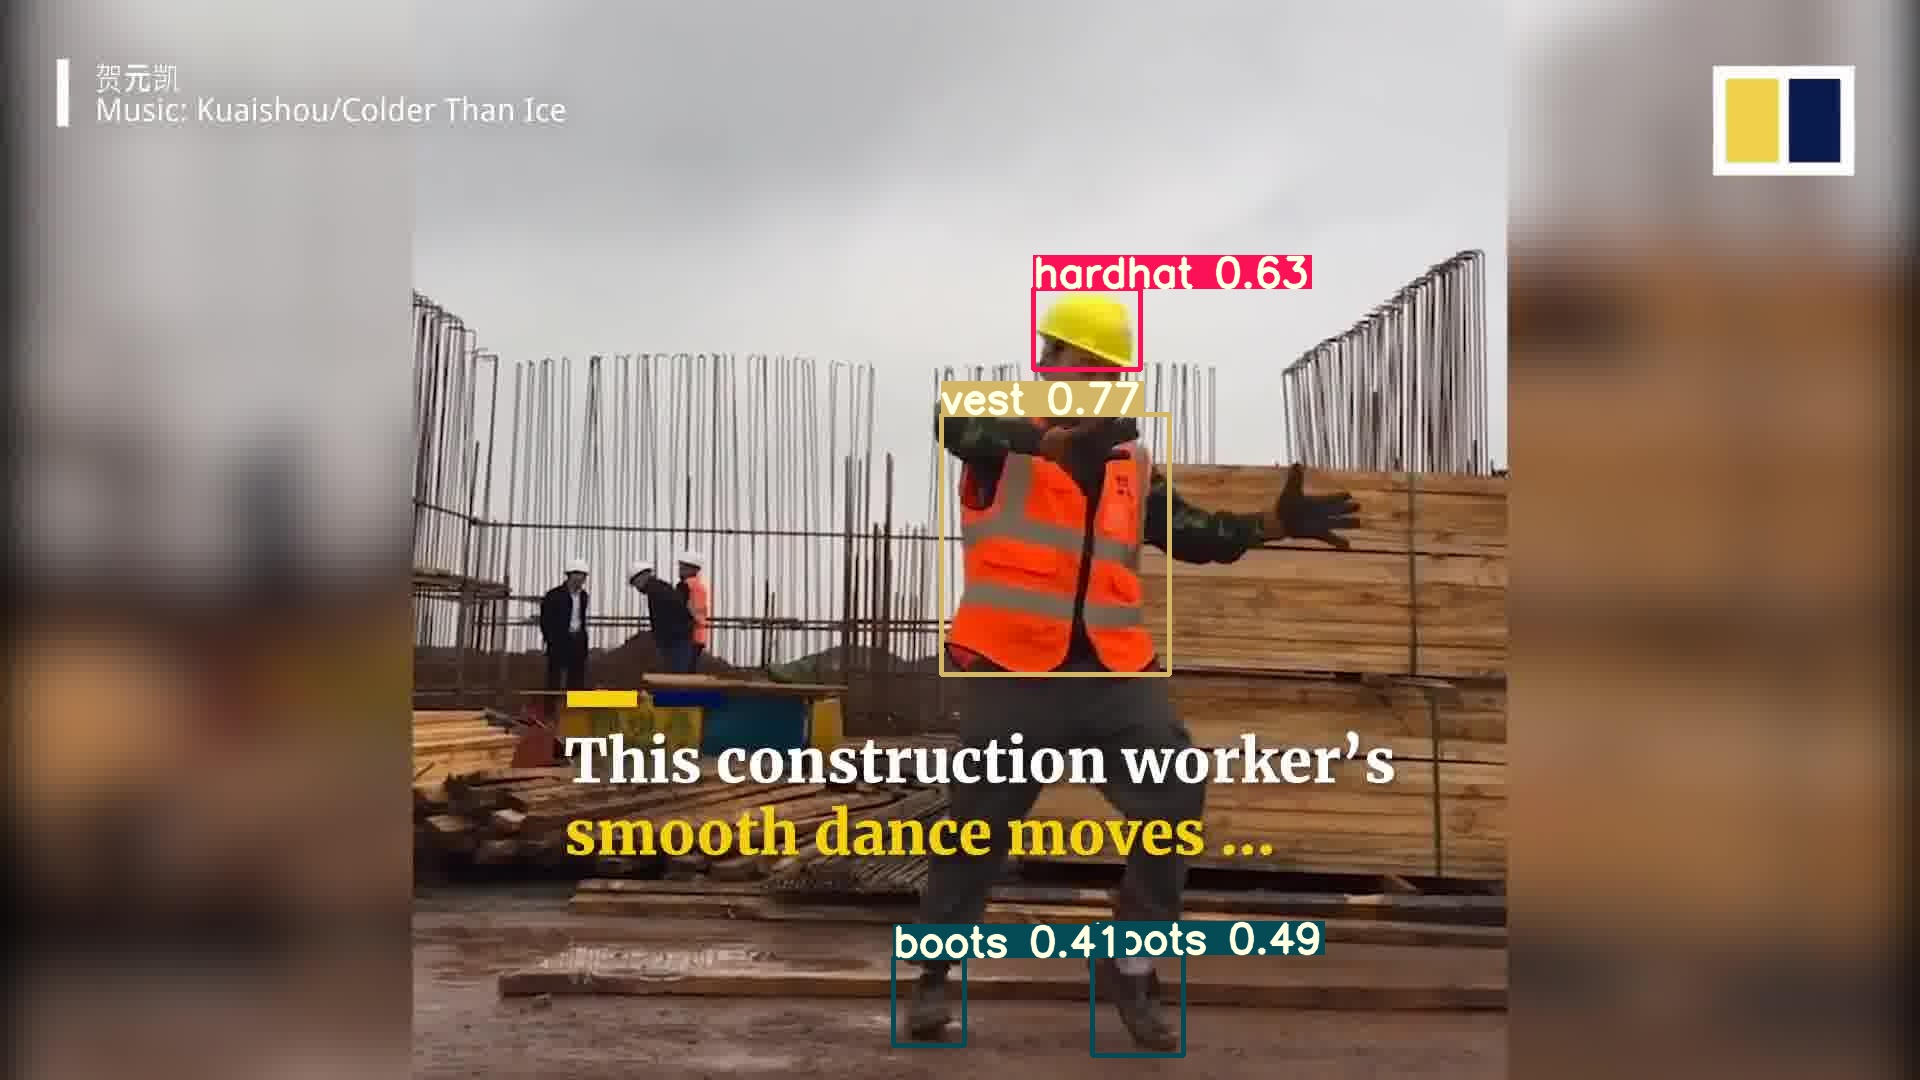 贺元凯
Music: Kuaishou/Colder Than Ice
hardhat 0.63
vest 0.77
This construction worker's
smooth dance moves ...
boots 0.41
oots 0.49